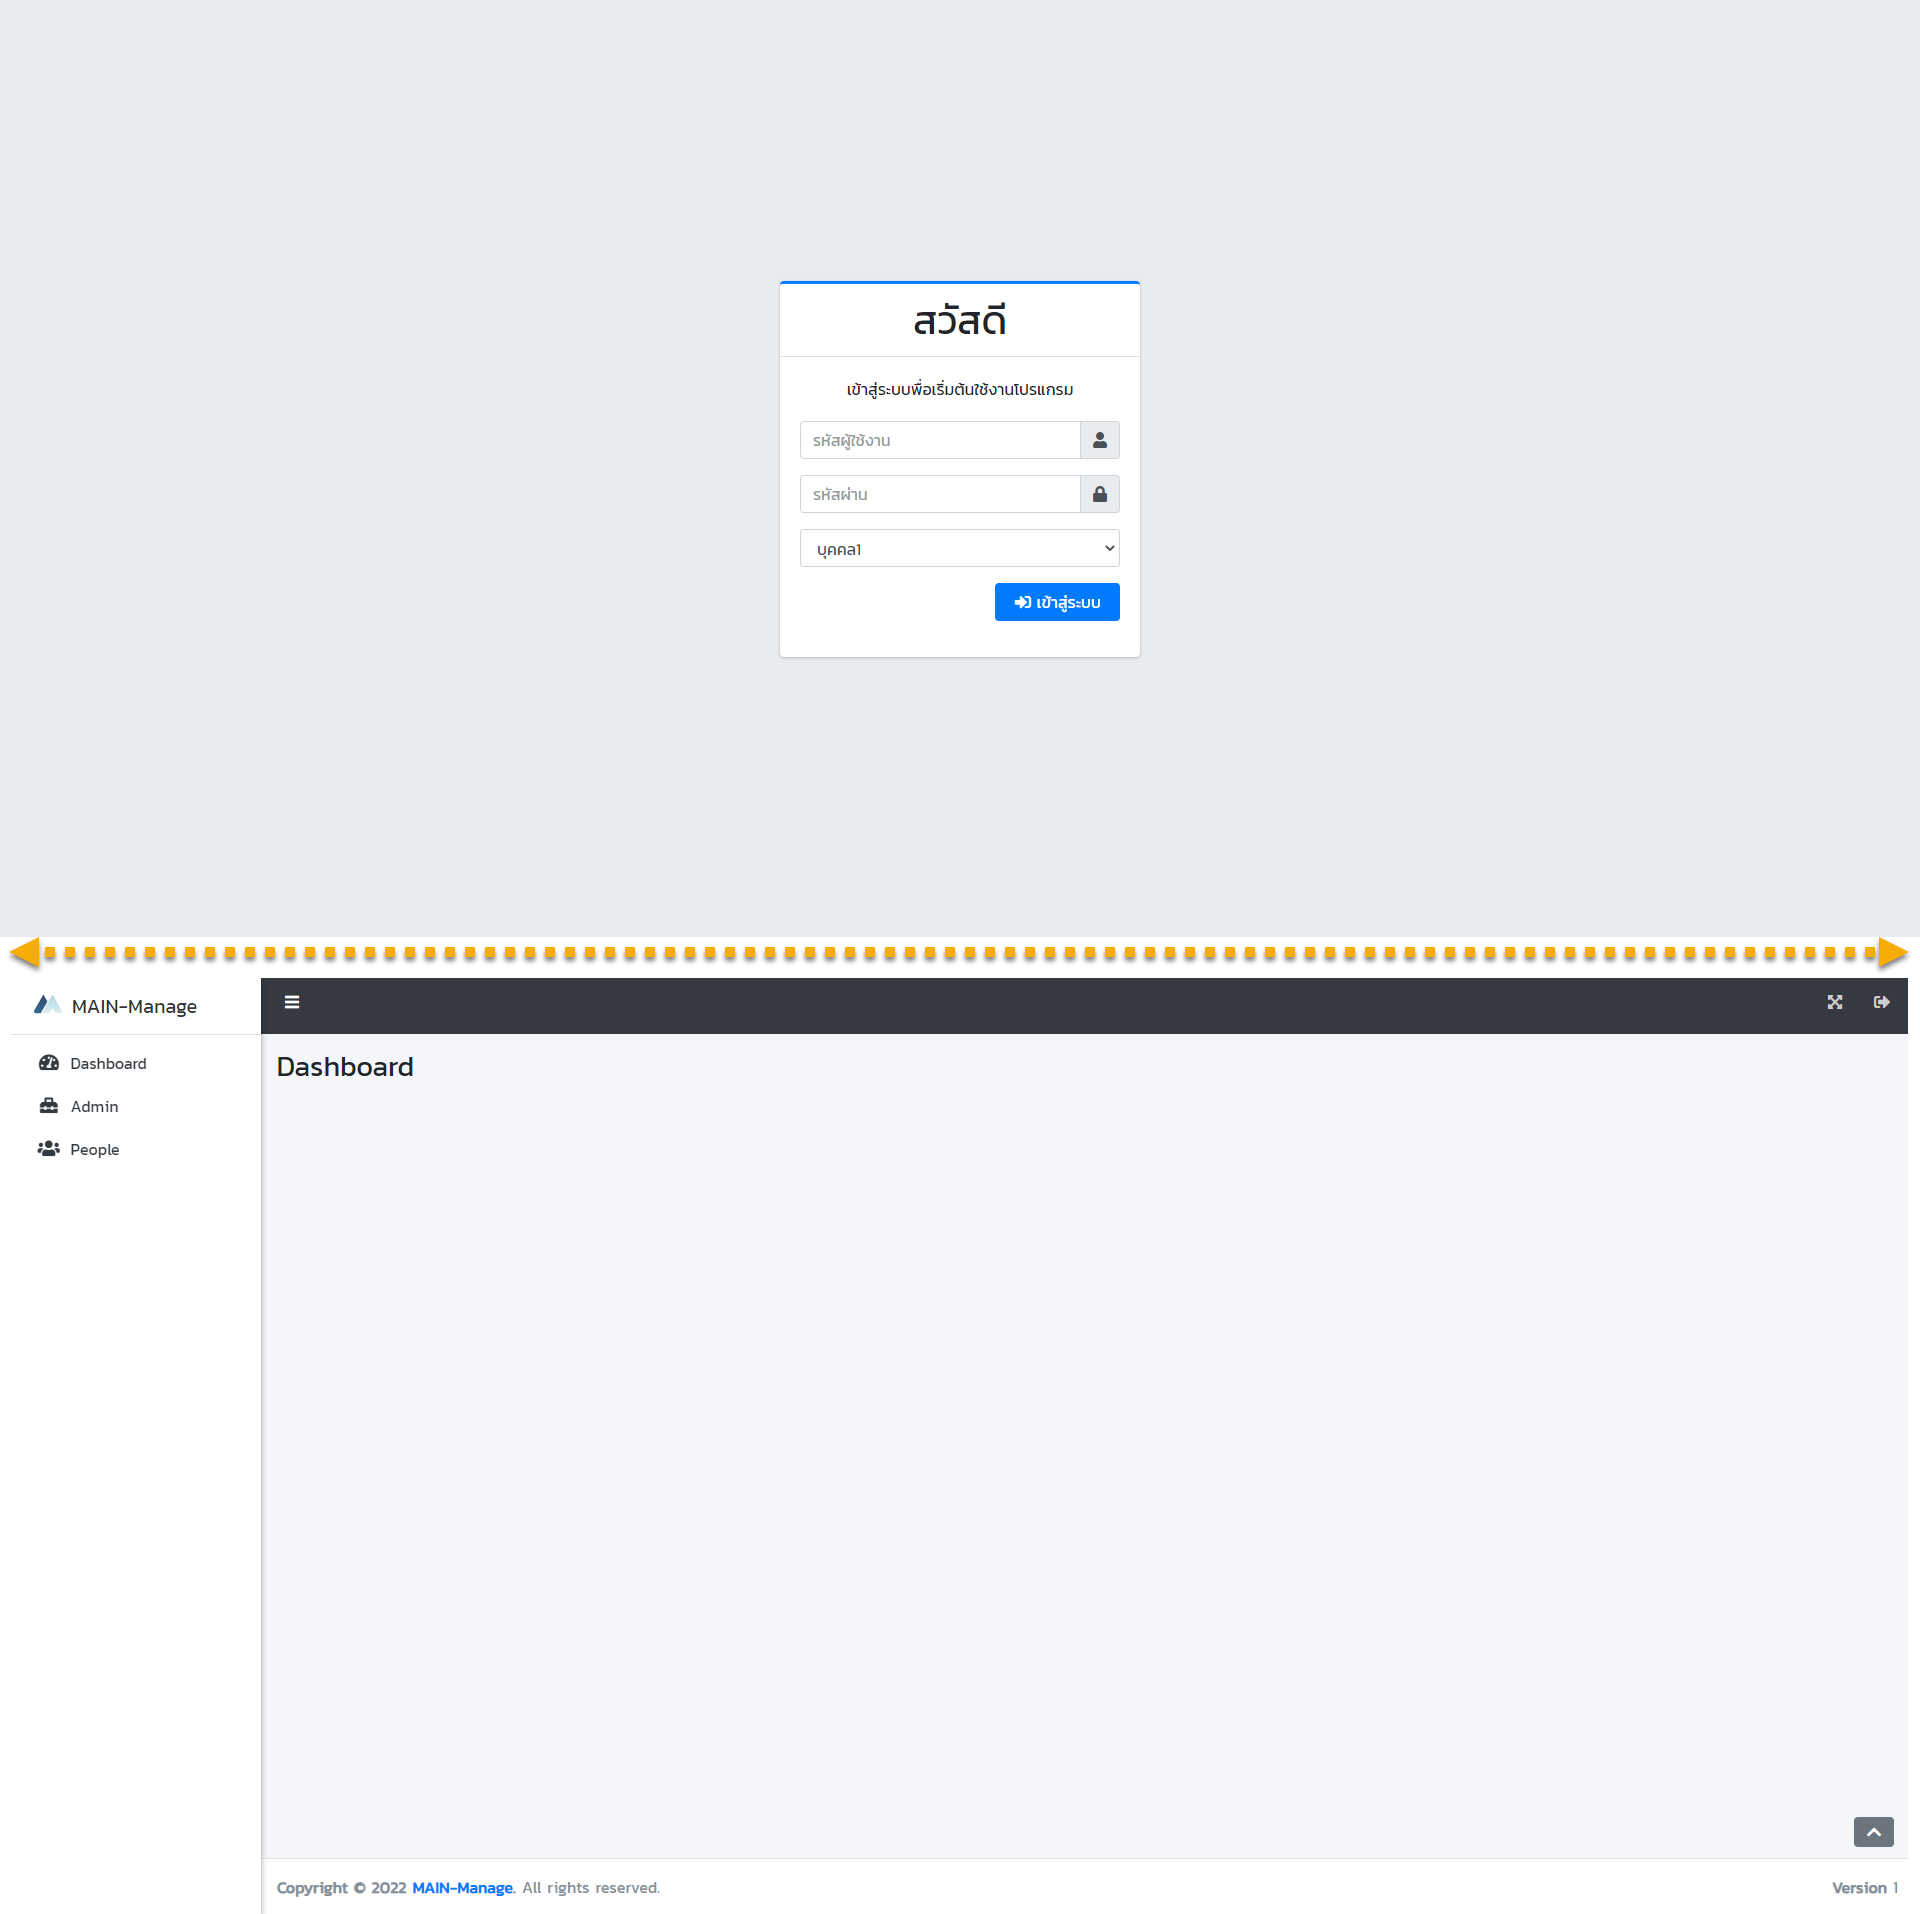 สวัสดี
เข้าสู่ระบบพื่อเริ่มต้นใช้งานโปรแกรม
รหัสผู้ใช้งาน
รหัสผ่าน
บุคคล1
เข้าสู่ระบบ
MAIN-Manage
Dashboard
Admin
People
Dashboard
Copyright © 2022 MAIN-Manage. All rights reserved.
Version 1